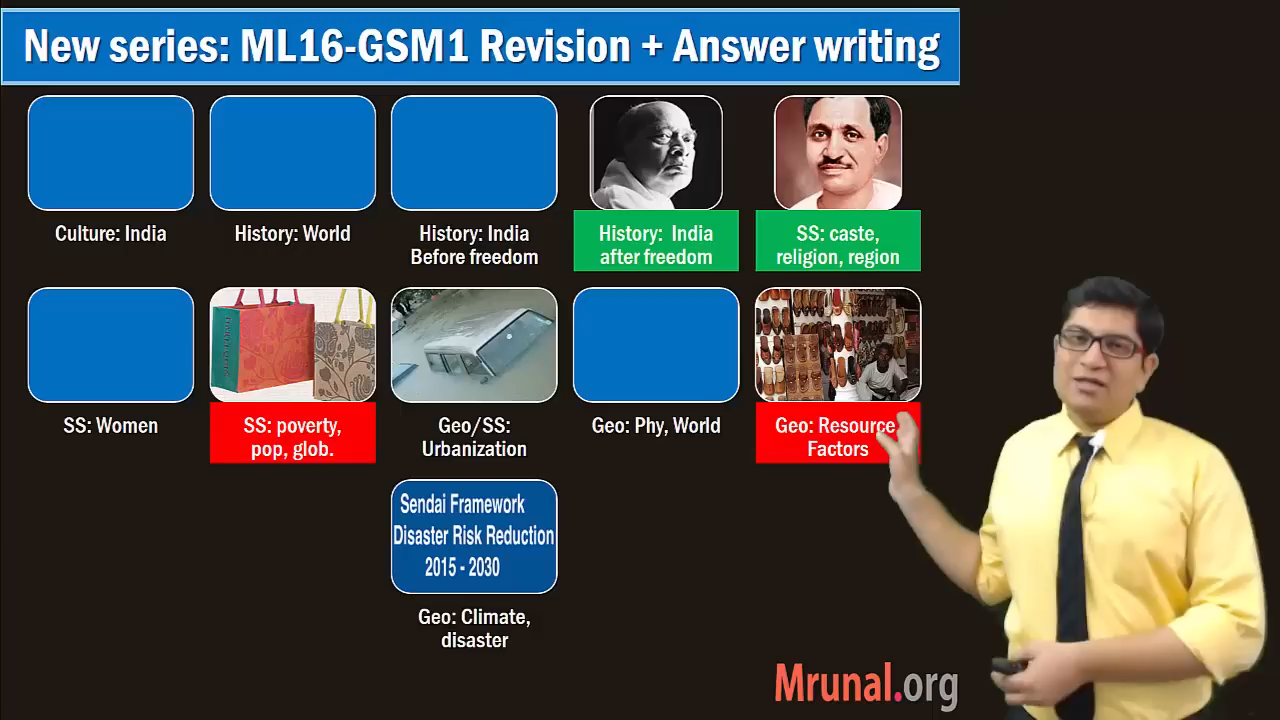 New series: ML16-GSM1 Revision + Answer writing
Culture: India
History: World
History: India
Before freedom
History: India
after freedom
SS: caste,
religion, region
SS: Women
SS: poverty,
pop, glob.
Geo/SS:
Urbanization
Geo: Phy, World
Geo: Resource,
Factors
Sendai Framework
Disaster Risk Reduction
2015 - 2030
Geo: Climate,
disaster
Mrunal.org